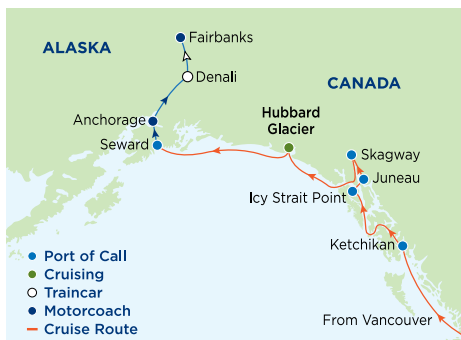 Fairbanks
ALASKA
Denali
CANADA
Hubbard
Glacier
Anchorage
Seward
Skagway
Juneau
Icy Strait Point
Ketchikan
From Vancouver
Port of Call
Cruising
Traincar
Motorcoach
Cruise Route